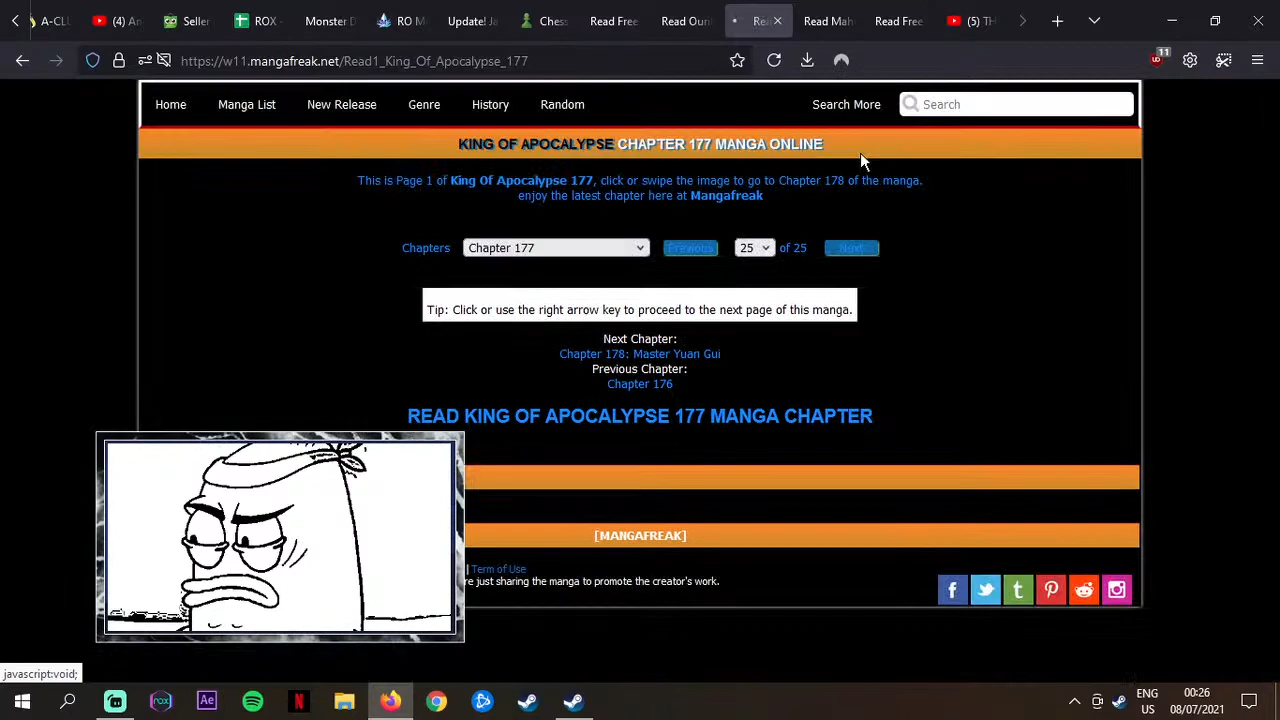 A-CL
(4) An
Seller
ROX -
Monster D
RO M
Update! Ja
Chess
Read Free
Read Ount
Rea
Read Mah
Read Free
(5) TH
https://w11.mangafreak.net/Read1_King_Of_Apocalypse_177
11
Home
Manga List
New Release
Genre
History
Random
Search More
Search
KING OF APOCALYPSE CHAPTER 177 MANGA ONLINE
This is Page 1 of King Of Apocalypse 177, click or swipe the image to go to Chapter 178 of the manga.
enjoy the latest chapter here at Mangafreak
Chapters
Chapter 177
Previous
25
of 25
Next
Tip: Click or use the right arrow key to proceed to the next page of this manga.
Next Chapter:
Chapter 178: Master Yuan Gui
Previous Chapter:
Chapter 176
READ KING OF APOCALYPSE 177 MANGA CHAPTER
[MANGAFREAK]
| Term of Use
re just sharing the manga to promote the creator's work.
javascript:void;
ENG
US
00:26
08/07/2021